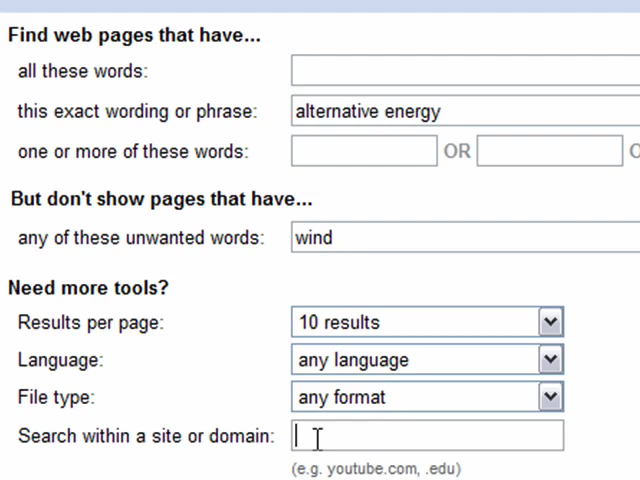 Find web pages that have...
all these words:
this exact wording or phrase: alternative energy
one or more of these words: OR
But don't show pages that have...
any of these unwanted words: wind
Need more tools?
Results per page: 10 results
Language: any language
File type: any format
Search within a site or domain:
(e.g. youtube.com, .edu)